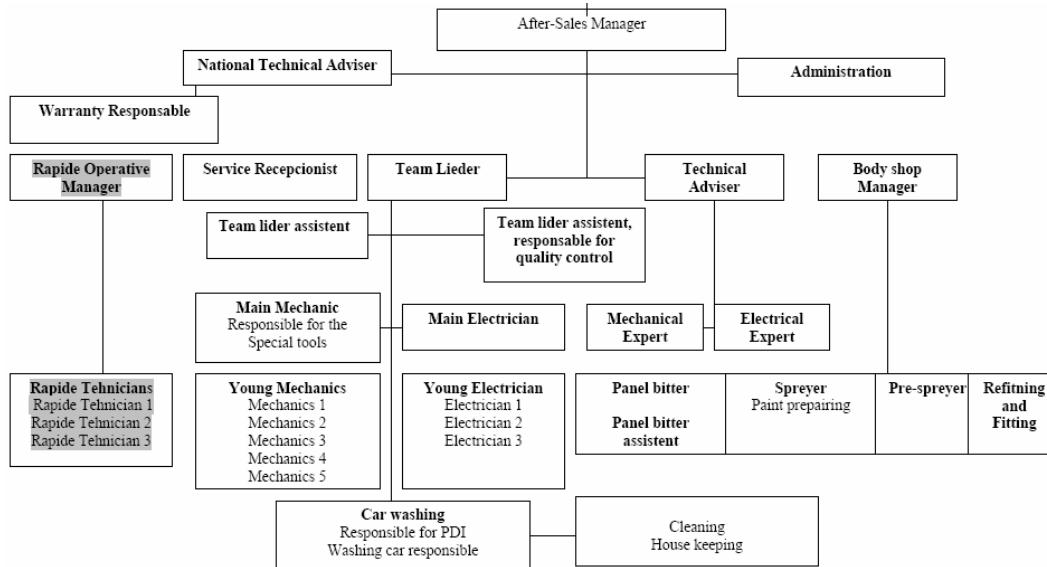 After-Sales Manager
National Technical Adviser
Administration
Warranty Responsable
Rapide Operative
Manager
Service Recepcionist
Team Lieder
Technical
Adviser
Body shop
Manager
Team lider assistent
Team lider assistent,
responsable for
quality control
Main Mechanic
Responsible for the
Special tools
Main Electrician
Mechanical
Expert
Electrical
Expert
Rapide Tehnicians
Rapide Tehnician 1
Rapide Tehnician 2
Rapide Tehnician 3
Young Mechanics
Mechanics 1
Mechanics 2
Mechanics 3
Mechanics 4
Mechanics 5
Young Electrician
Electrician 1
Electrician 2
Electrician 3
Panel bitter
Panel bitter
assistent
Spreyer
Paint prepairing
Pre-spreyer
Refitning
and
Fitting
Car washing
Responsible for PDI
Washing car responsible
Cleaning
House keeping